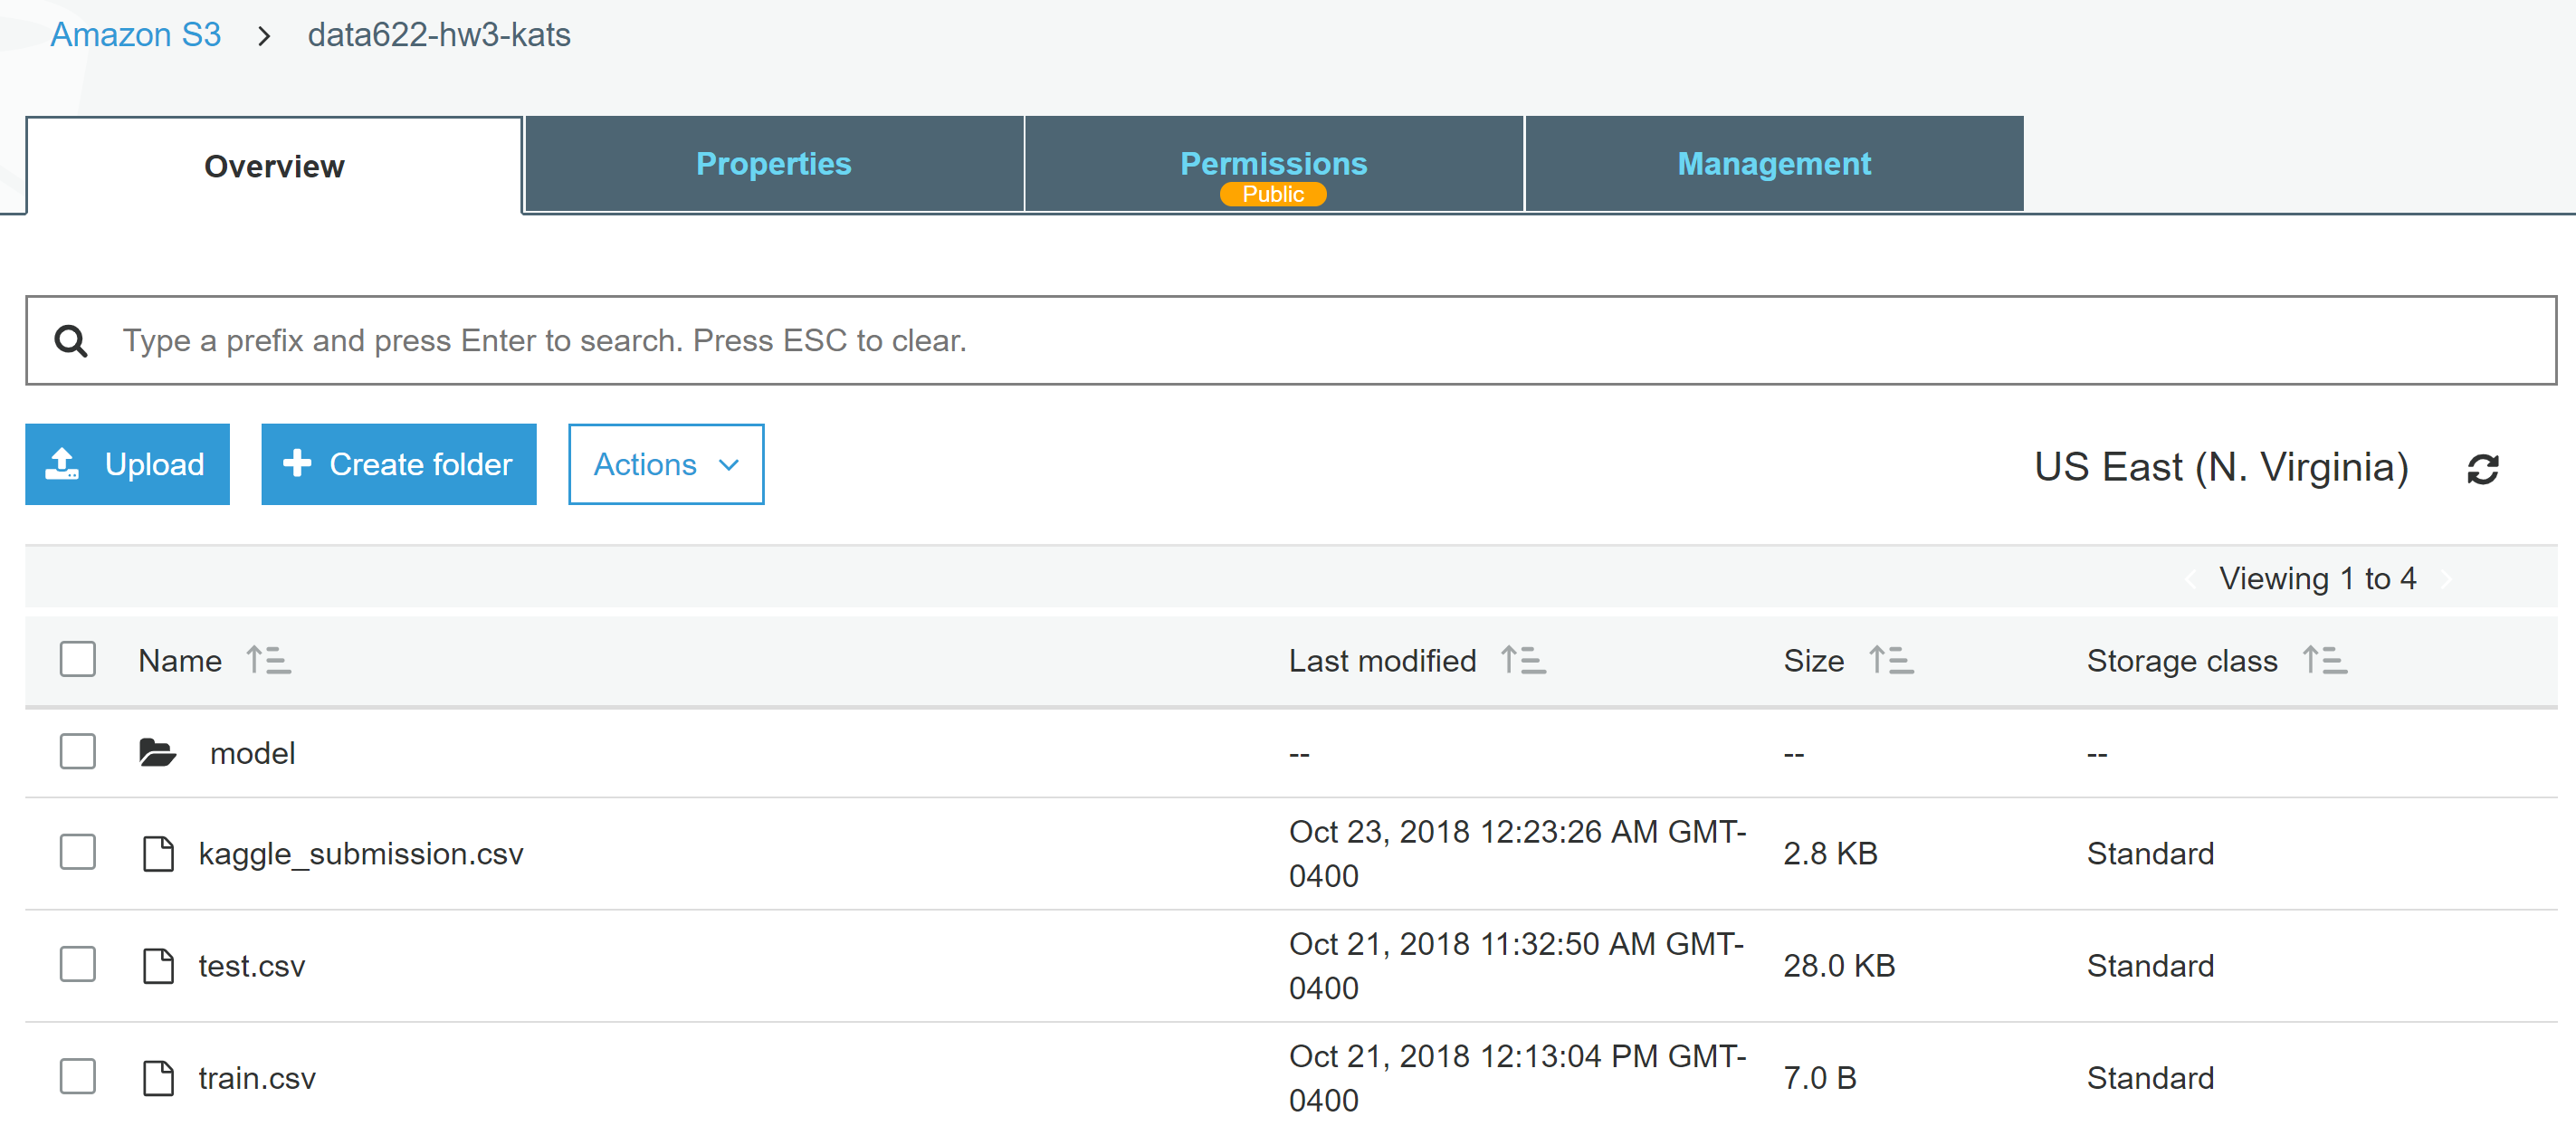 Amazon S3 > data622-hw3-kats
Overview Properties Permissions Management
Public
Type a prefix and press Enter to search. Press ESC to clear.
Upload Create folder Actions US East (N. Virginia)
Viewing 1 to 4
Name Last modified Size Storage class
model -- -- --
kaggle_submission.csv Oct 23, 2018 12:23:26 AM GMT-0400 2.8 KB Standard
test.csv Oct 21, 2018 11:32:50 AM GMT-0400 28.0 KB Standard
train.csv Oct 21, 2018 12:13:04 PM GMT-0400 7.0 B Standard